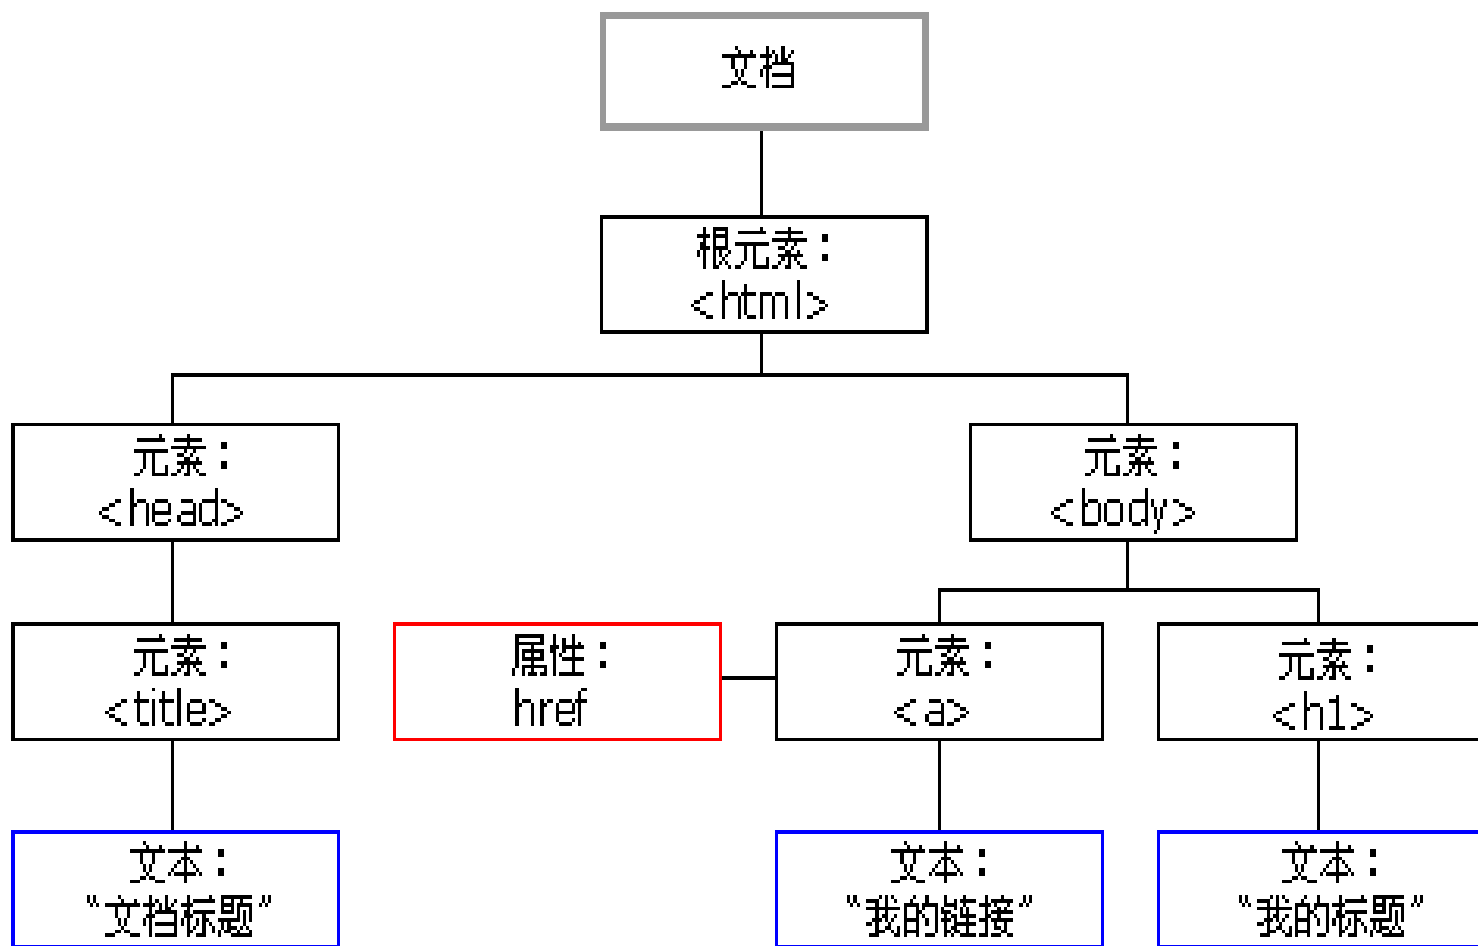 文档
根元素：
<html>
元素：
<head>
元素：
<body>
元素：
<title>
属性：
href
元素：
<a>
元素：
<h1>
文本：
“文档标题”
文本：
“我的链接”
文本：
“我的标题”